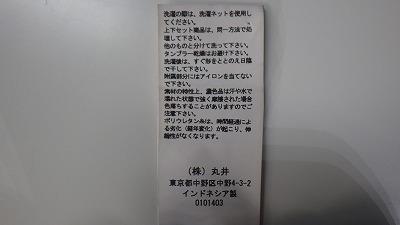 洗濯の際は、洗濯ネットを使用し
てください。
上下セット商品は、同一方法で処
理して下さい。
他のものと分けて洗って下さい。
タンブラー乾燥はお避け下さい。
洗濯後は、すぐ形をととのえ日陰
で干して下さい。
附属部分にはアイロンを当てない
で下さい。
素材の特性上、濃色品は汗や水で
濡れた状態で強く摩擦された場合
色落ちすることがありますのでご
注意下さい。
ポリウレタン糸は、時間経過によ
る劣化(経年変化)が起こり、伸
縮性がなくなります。
(株) 丸井
東京都中野区中野4-3-2
インドネシア製
0101403